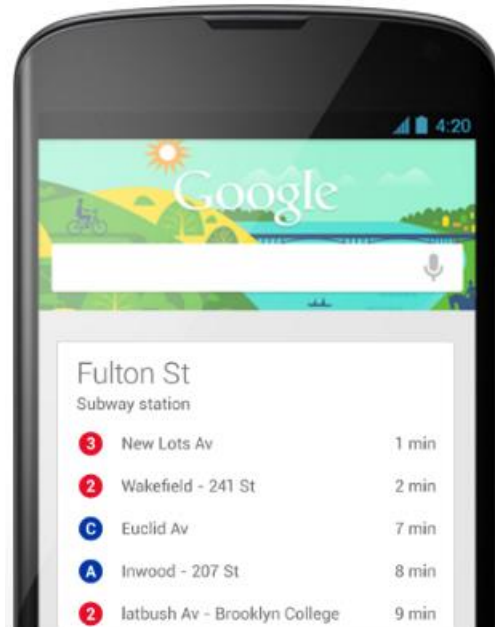 4:20
Google
Fulton St
Subway station
3 New Lots Av 1 min
2 Wakefield - 241 St 2 min
C Euclid Av 7 min
A Inwood - 207 St 8 min
2 latbush Av - Brooklyn College 9 min